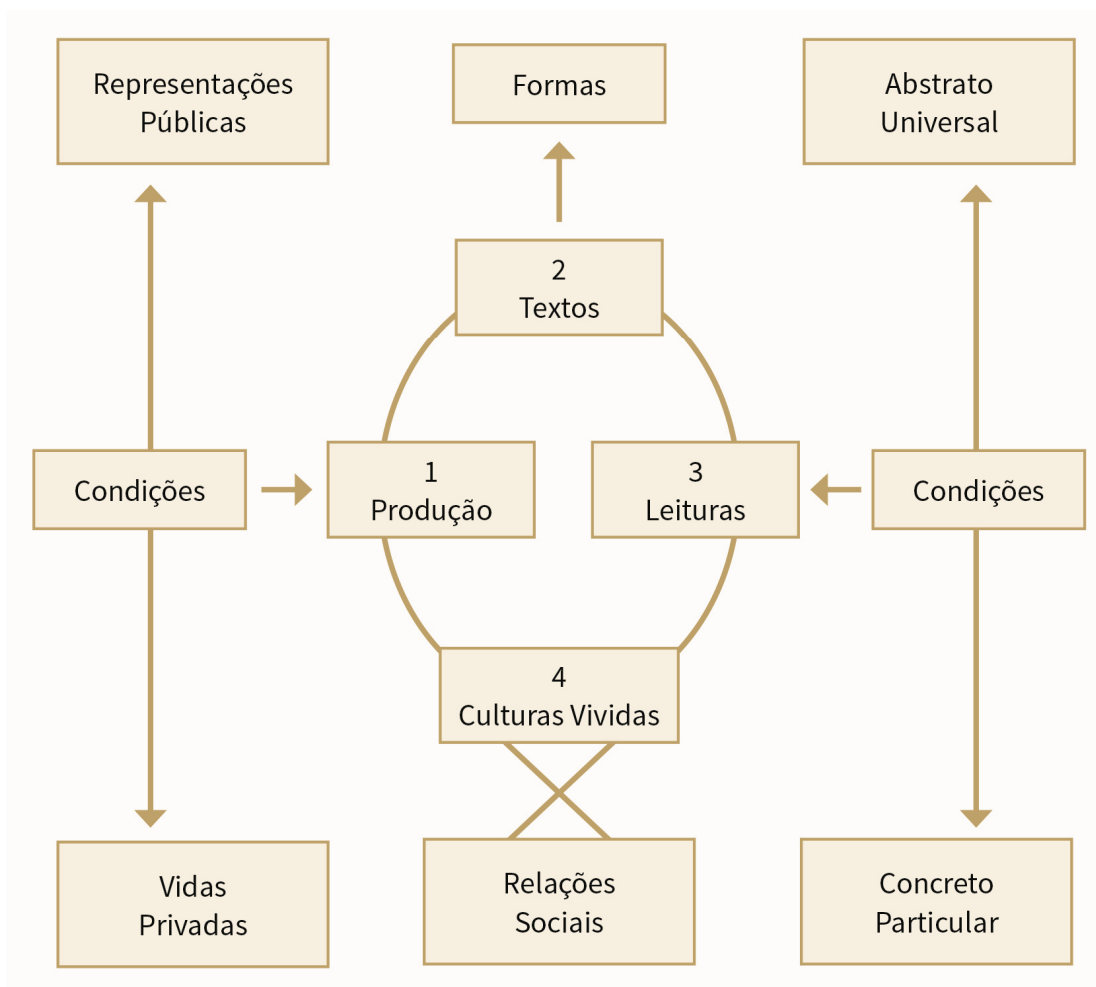 Representações
Públicas
Formas
Abstrato
Universal
2
Textos
Condições
1
Produção
3
Leituras
Condições
4
Culturas Vividas
Vidas
Privadas
Relações
Sociais
Concreto
Particular